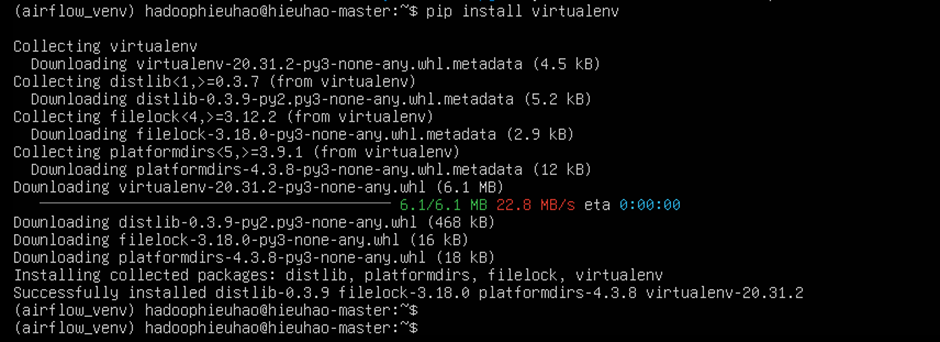 (airflow_venv) hadoophieuhao@hieuhao-master:~$ pip install virtualenv
Collecting virtualenv
Downloading virtualenv-20.31.2-py3-none-any.whl.metadata (4.5 kB)
Collecting distlib<1,>=0.3.7 (from virtualenv)
Downloading distlib-0.3.9-py2.py3-none-any.whl.metadata (5.2 kB)
Collecting filelock<4,>=3.12.2 (from virtualenv)
Downloading filelock-3.18.0-py3-none-any.whl.metadata (2.9 kB)
Collecting platformdirs<5,>=3.9.1 (from virtualenv)
Downloading platformdirs-4.3.8-py3-none-any.whl.metadata (12 kB)
Downloading virtualenv-20.31.2-py3-none-any.whl (6.1 MB)
6.1/6.1 MB 22.8 MB/s eta 0:00:00
Downloading distlib-0.3.9-py2.py3-none-any.whl (468 kB)
Downloading filelock-3.18.0-py3-none-any.whl (16 kB)
Downloading platformdirs-4.3.8-py3-none-any.whl (18 kB)
Installing collected packages: distlib, platformdirs, filelock, virtualenv
Successfully installed distlib-0.3.9 filelock-3.18.0 platformdirs-4.3.8 virtualenv-20.31.2
(airflow_venv) hadoophieuhao@hieuhao-master:~$
(airflow_venv) hadoophieuhao@hieuhao-master:~$